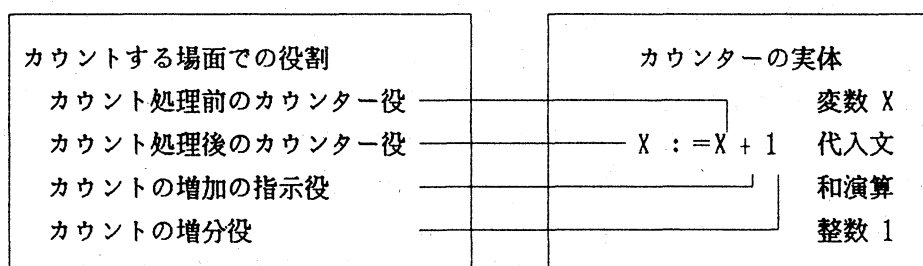 カウントする場面での役割
カウント処理前のカウンター役
カウント処理後のカウンター役
カウントの増加の指示役
カウントの増分役
カウンターの実体
変数 X
X :=X + 1 代入文
和演算
整数 1